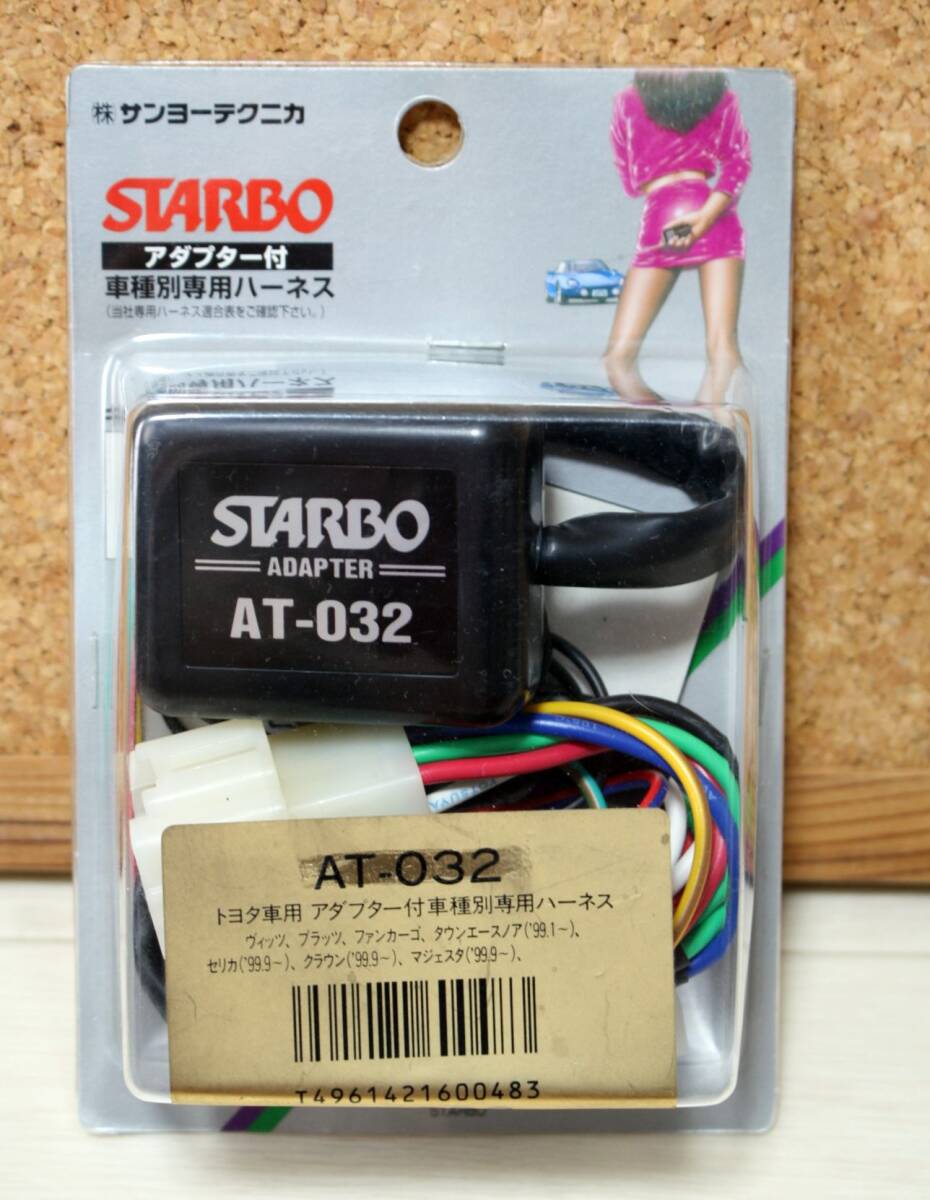 ㈱サンヨーテクニカ
STARBO
アダプター付
車種別専用ハーネス
(当社専用ハーネス適合表をご確認下さい。)
STARBO
ADAPTER
AT-032
AT-032
トヨタ車用 アダプター付車種別専用ハーネス
ヴィッツ、プラッツ、ファンカーゴ、タウンエースノア('99.1～)、
セリカ('99.9～)、クラウン('99.9～)、マジェスタ('99.9～)、
T4961421600483
STARBO